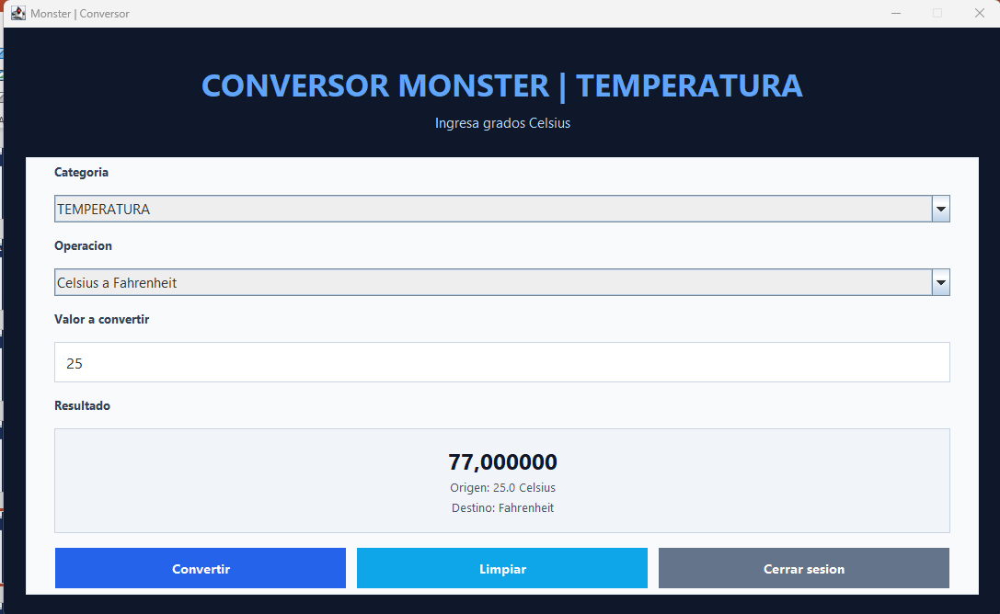 Monster | Conversor
CONVERSOR MONSTER | TEMPERATURA
Ingresa grados Celsius
Categoria
TEMPERATURA
Operacion
Celsius a Fahrenheit
Valor a convertir
25
Resultado
77,000000
Origen: 25.0 Celsius
Destino: Fahrenheit
Convertir
Limpiar
Cerrar sesion